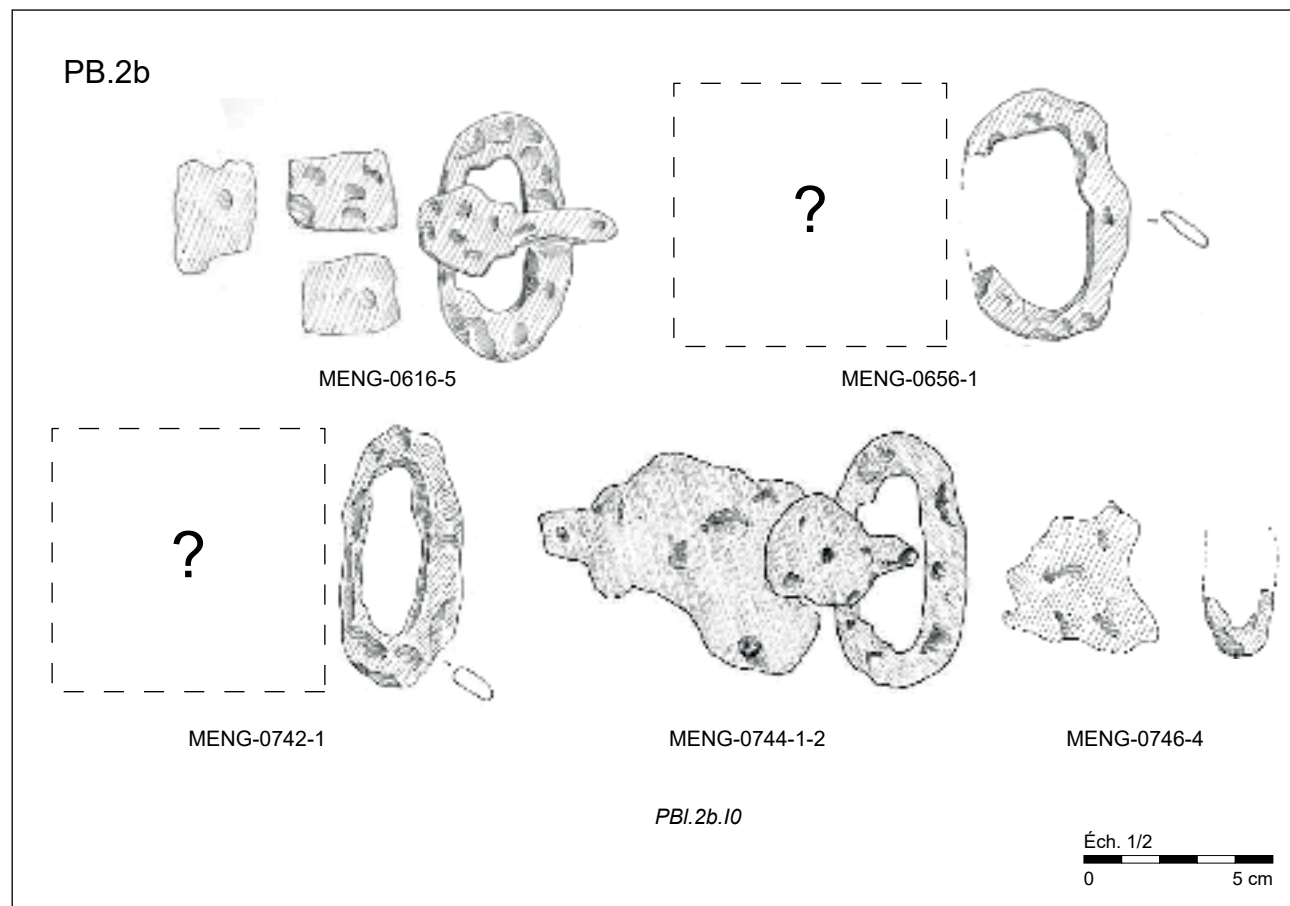 PB.2b
?
MENG-0616-5
MENG-0656-1
?
MENG-0742-1
MENG-0744-1-2
MENG-0746-4
PBI.2b.I0
Éch. 1/2
0 5 cm